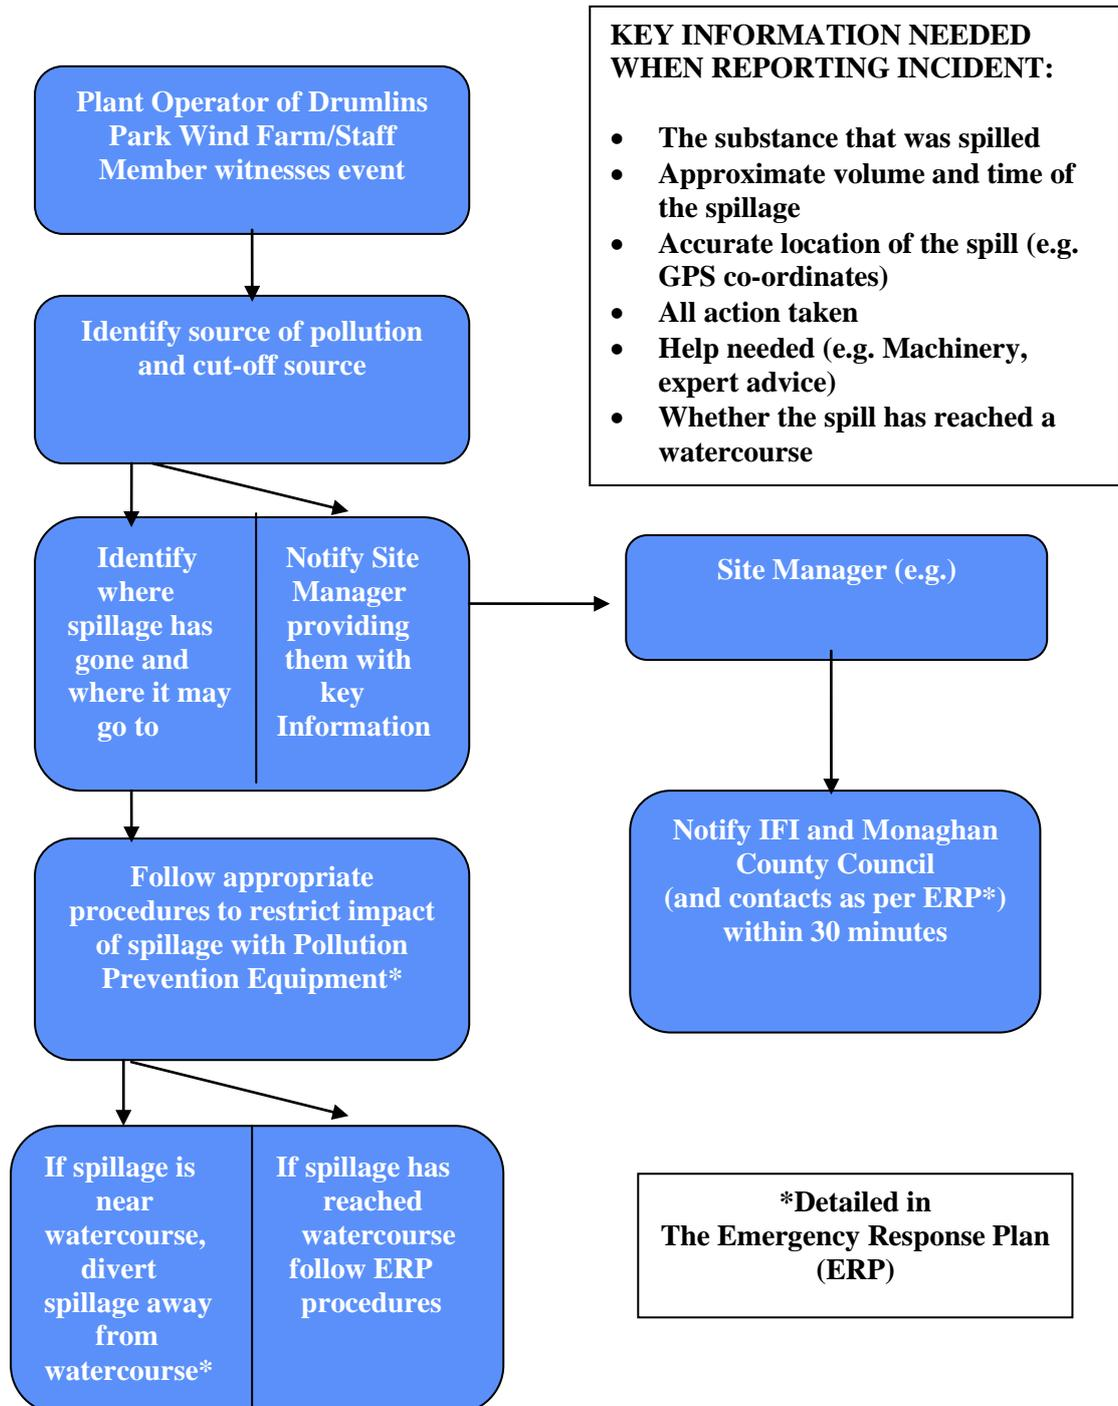 Plant Operator of Drumlins
Park Wind Farm/Staff
Member witnesses event
Identify source of pollution
and cut-off source
Identify
where
spillage has
gone and
where it may
go to
Notify Site
Manager
providing
them with
key
Information
Follow appropriate
procedures to restrict impact
of spillage with Pollution
Prevention Equipment*
If spillage is
near
watercourse,
divert
spillage away
from
watercourse*
If spillage has
reached
watercourse
follow ERP
procedures
KEY INFORMATION NEEDED
WHEN REPORTING INCIDENT:
• The substance that was spilled
• Approximate volume and time of
the spillage
• Accurate location of the spill (e.g.
GPS co-ordinates)
• All action taken
• Help needed (e.g. Machinery,
expert advice)
• Whether the spill has reached a
watercourse
Site Manager (e.g.)
Notify IFI and Monaghan
County Council
(and contacts as per ERP*)
within 30 minutes
*Detailed in
The Emergency Response Plan
(ERP)